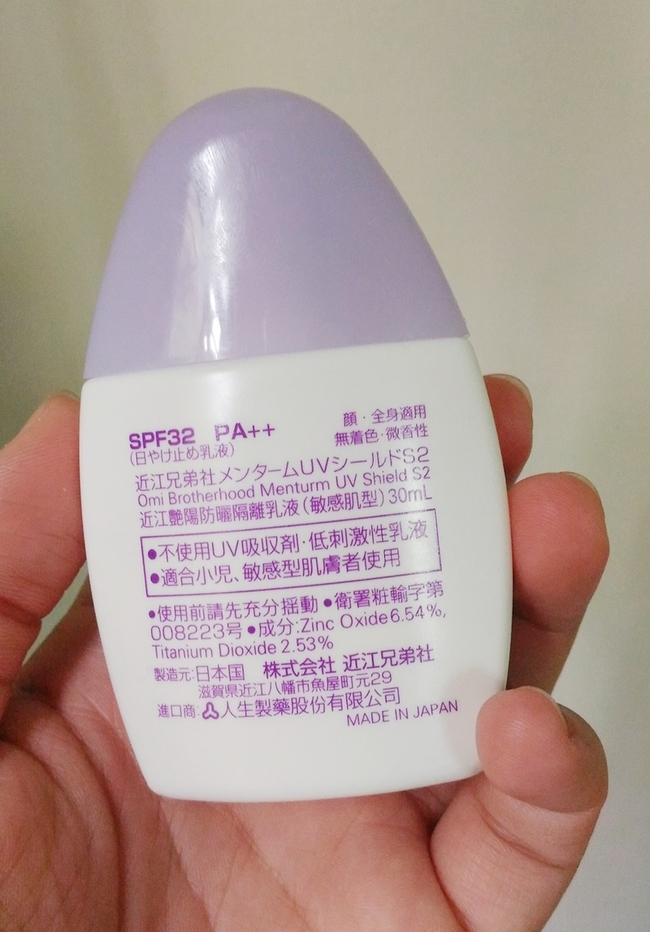 SPF32 PA++
(日やけ止め乳液)
顔・全身適用
無着色・微香性
近江兄弟社メンタームUVシールドS2
Omi Brotherhood Menturm UV Shield S2
近江艷陽防曬隔離乳液(敏感肌型)30mL
●不使用UV吸収剤・低刺激性乳液
●適合小児、敏感型肌膚者使用
●使用前請先充分揺動 ●衛署粧輸字第
008223号 ●成分:Zinc Oxide6.54%,
Titanium Dioxide 2.53%
製造元:日本国 株式会社 近江兄弟社
滋賀県近江八幡市魚屋町元29
進口商:人生製藥股份有限公司
MADE IN JAPAN